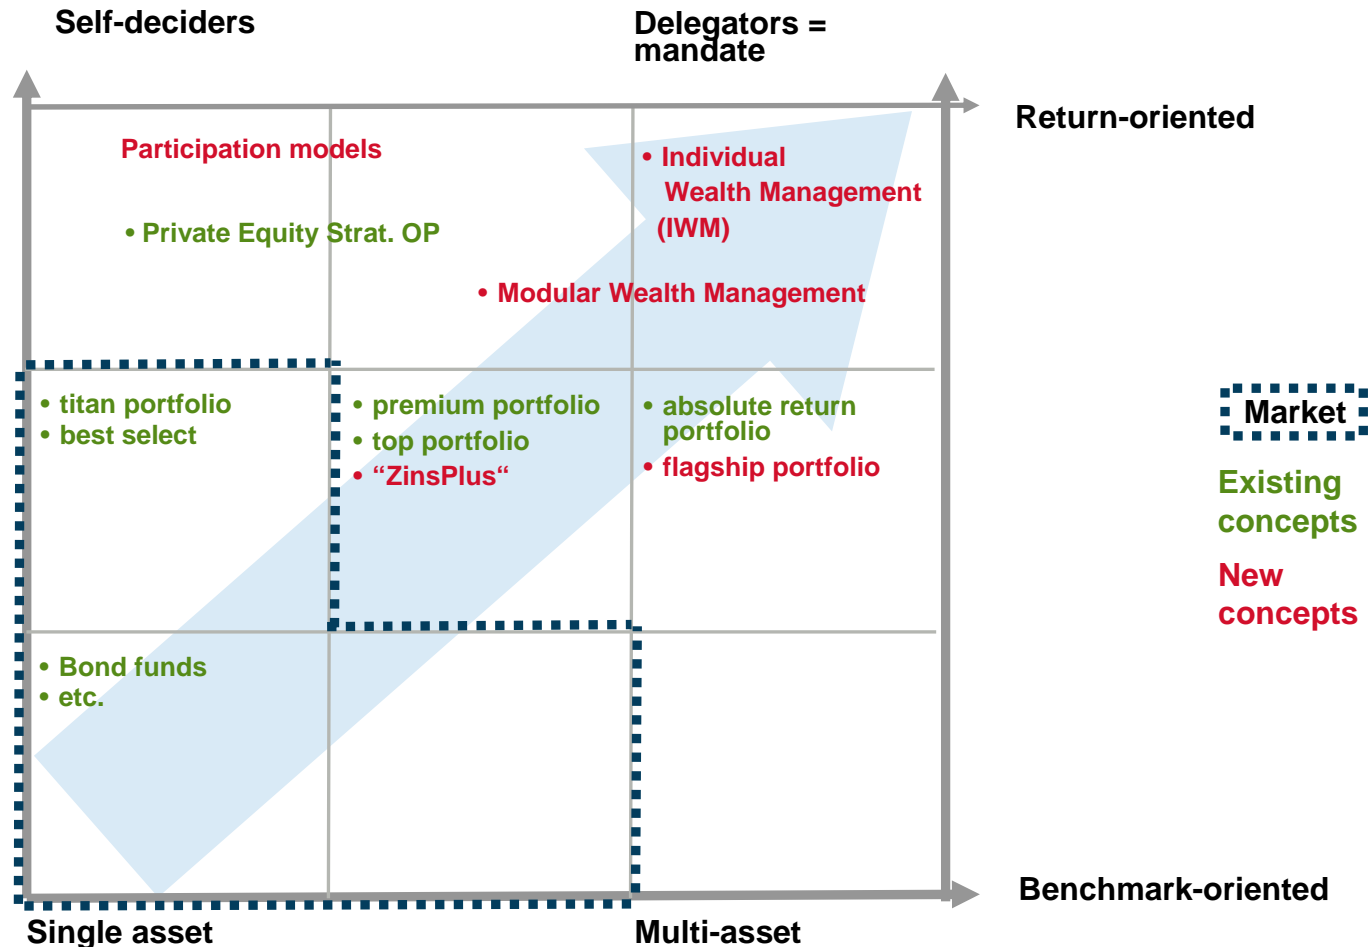 Self-deciders
Delegators =
mandate
Return-oriented
Participation models
• Individual
Wealth Management
(IWM)
• Private Equity Strat. OP
• Modular Wealth Management
• titan portfolio
• best select
• premium portfolio
• top portfolio
• “ZinsPlus“
• absolute return
portfolio
• flagship portfolio
Market
Existing
concepts
New
concepts
• Bond funds
• etc.
Benchmark-oriented
Single asset
Multi-asset